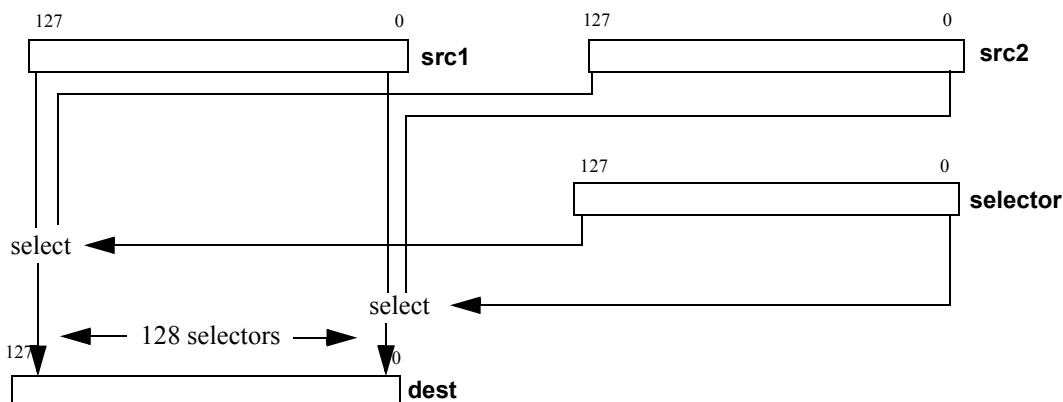 127 0 127 0
src1 src2
127 0
selector
select
select
128 selectors
127 0
dest